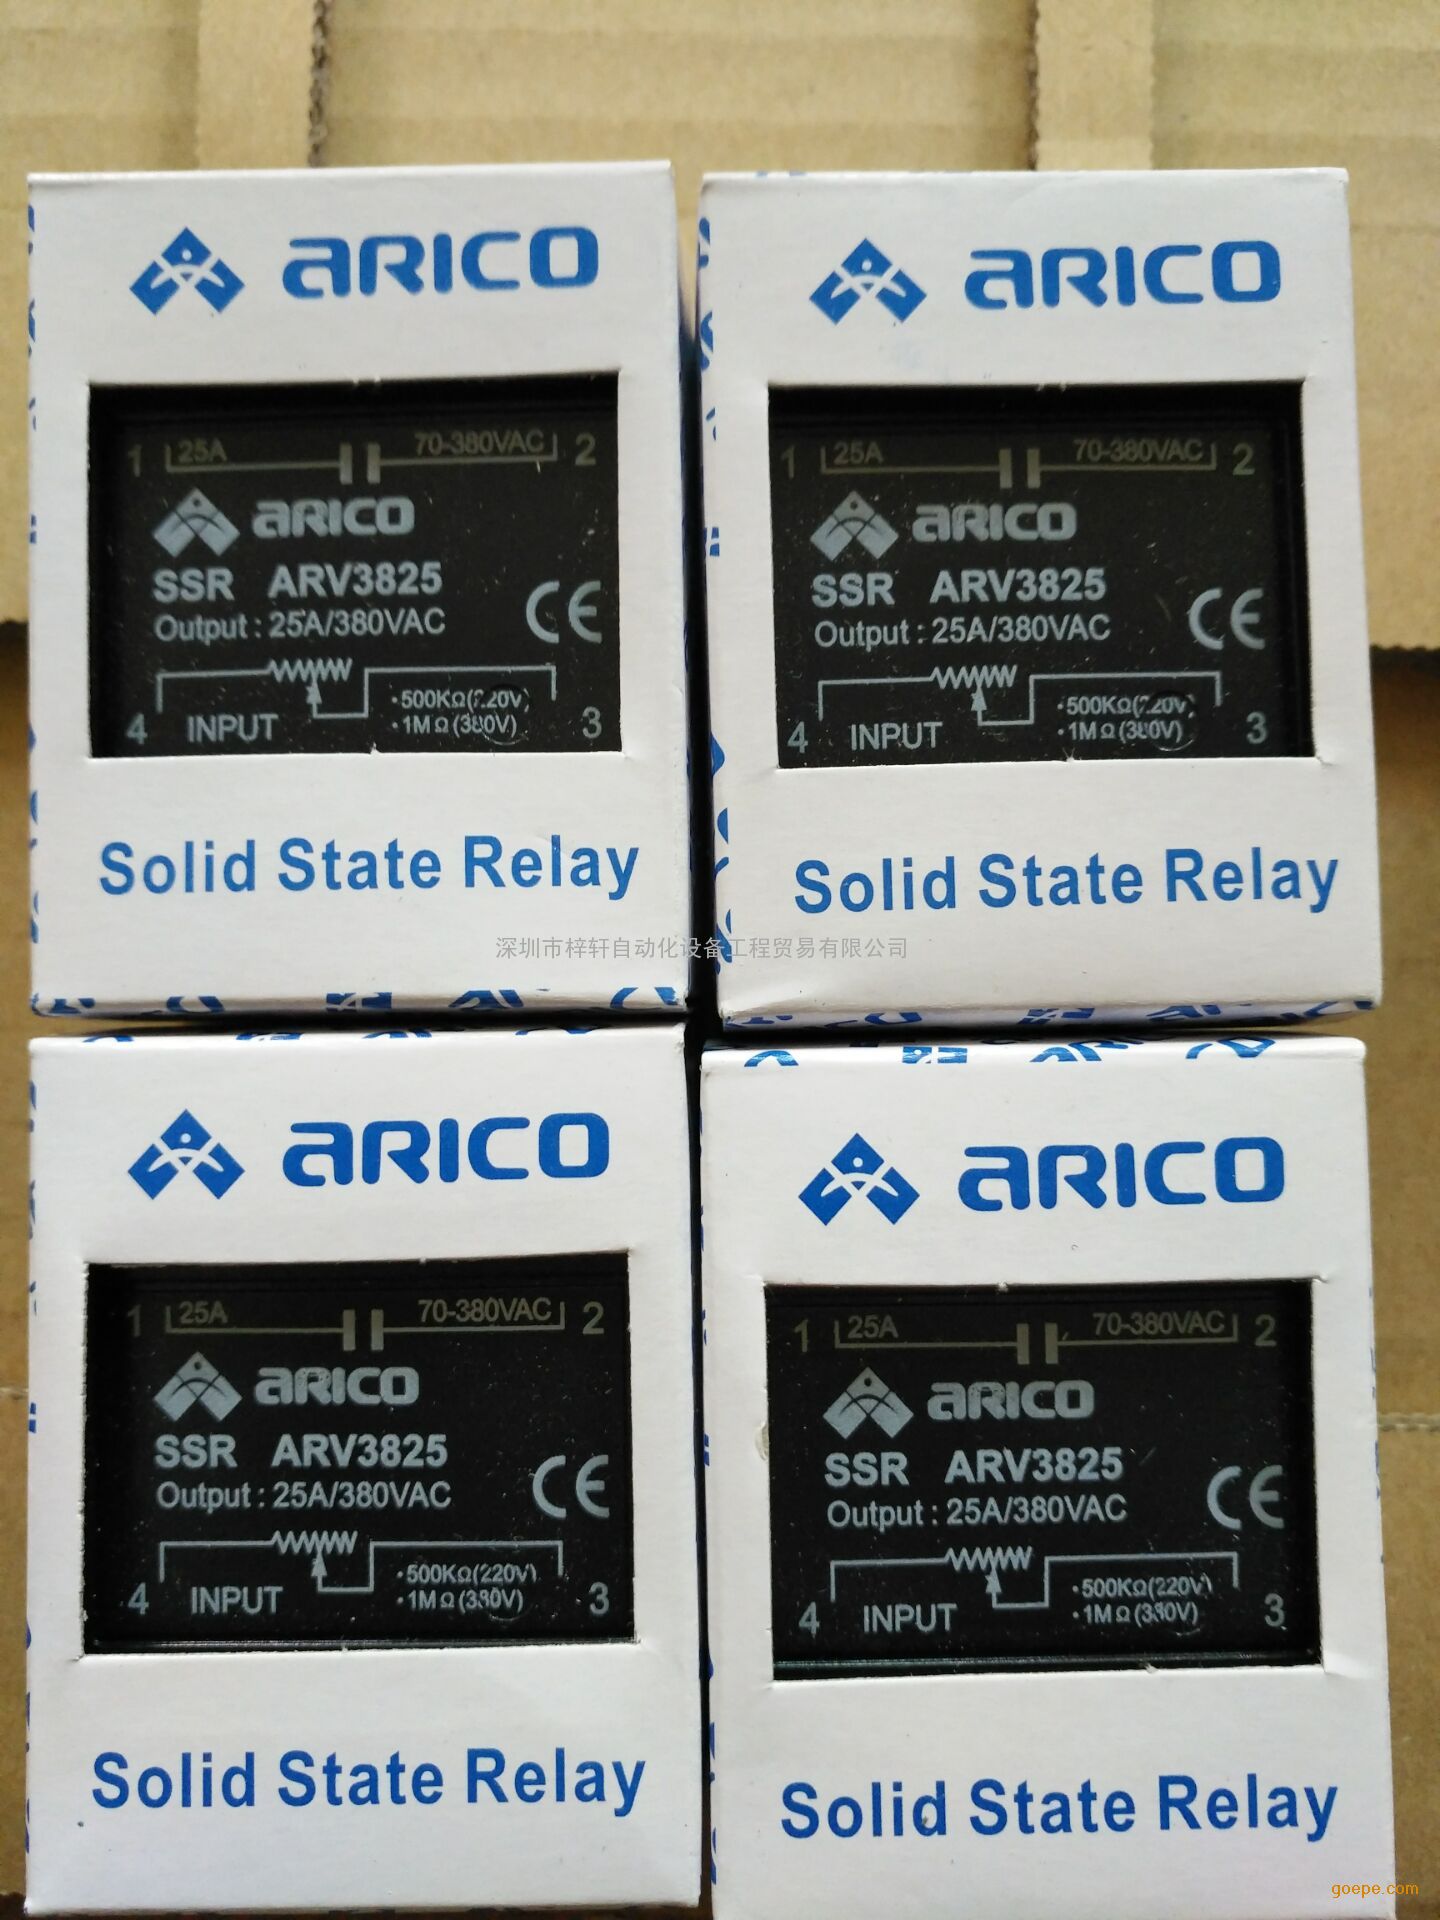 ARICO
1 25A 70-380VAC 2
ARICO
SSR ARV3825
CE
Output : 25A/380VAC
·500KΩ(220V)
·1MΩ(380V)
4 INPUT 3
Solid State Relay
ARICO
1 25A 70-380VAC 2
ARICO
SSR ARV3825
CE
Output : 25A/380VAC
·500KΩ(220V)
·1MΩ(380V)
4 INPUT 3
Solid State Relay
深圳市梓轩自动化设备工程贸易有限公司
ARICO
1 25A 70-380VAC 2
ARICO
SSR ARV3825
CE
Output : 25A/380VAC
·500KΩ(220V)
·1MΩ(380V)
4 INPUT 3
Solid State Relay
ARICO
1 25A 70-380VAC 2
ARICO
SSR ARV3825
CE
Output : 25A/380VAC
·500KΩ(220V)
·1MΩ(380V)
4 INPUT 3
Solid State Relay
goepe.com